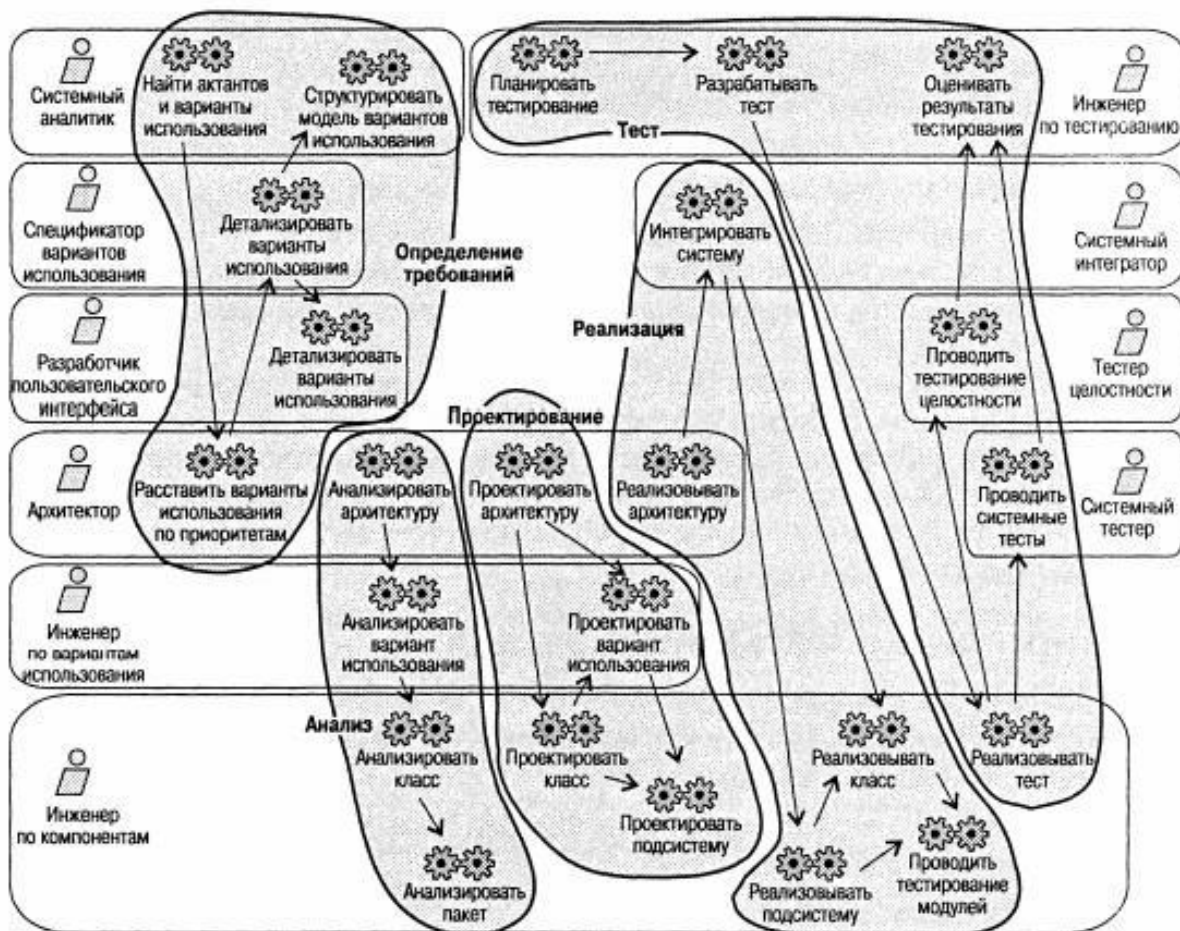 Системный
аналитик
Найти актантов
и варианты
использования
Структурировать
модель вариантов
использования
Планировать
тестирование
Разрабатывать
тест
Оценивать
результаты
тестирования
Инженер
по тестированию
Тест
Спецификатор
вариантов
использования
Детализировать
варианты
использования
Определение
требований
Интегрировать
систему
Системный
интегратор
Разработчик
пользовательского
интерфейса
Детализировать
варианты
использования
Реализация
Проводить
тестирование
целостности
Тестер
целостности
Проектирование
Архитектор
Расставить варианты
использования
по приоритетам
Анализировать
архитектуру
Проектировать
архитектуру
Реализовывать
архитектуру
Проводить
системные
тесты
Системный
тестер
Инженер
по вариантам
использования
Анализировать
вариант
использования
Проектировать
вариант
использования
Анализ
Инженер
по компонентам
Анализировать
класс
Проектировать
класс
Проектировать
подсистему
Реализовывать
класс
Реализовывать
тест
Анализировать
пакет
Ревлизовывать
подсистему
Проводить
тестирование
модулей